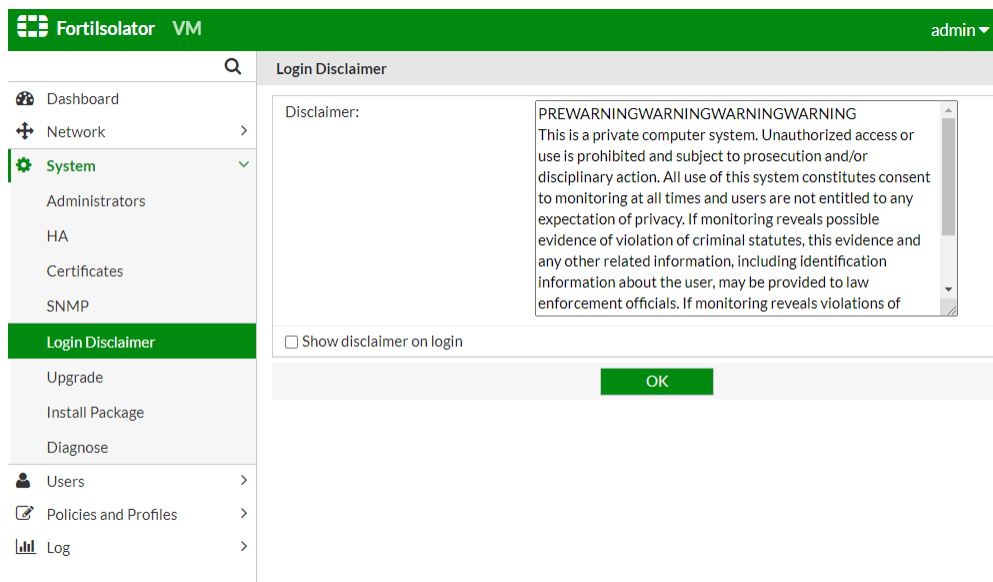 FortiIsolator VM
admin
Login Disclaimer
Dashboard
Network
System
Administrators
HA
Certificates
SNMP
Login Disclaimer
Upgrade
Install Package
Diagnose
Users
Policies and Profiles
Log
Disclaimer:
PREWARNINGWARNINGWARNINGWARNING
This is a private computer system. Unauthorized access or
use is prohibited and subject to prosecution and/or
disciplinary action. All use of this system constitutes consent
to monitoring at all times and users are not entitled to any
expectation of privacy. If monitoring reveals possible
evidence of violation of criminal statutes, this evidence and
any other related information, including identification
information about the user, may be provided to law
enforcement officials. If monitoring reveals violations of
Show disclaimer on login
OK